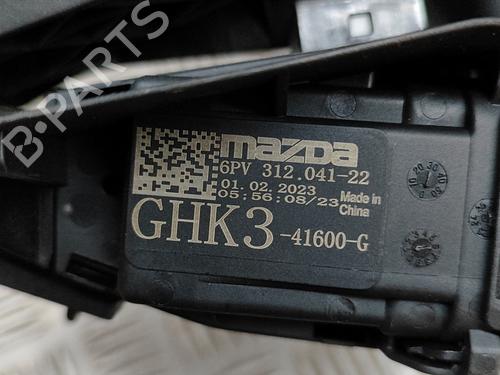 B-PARTS
mazda
6PV 312.041-22
01.02.2023
05:56:08/23
Made in
China
GHK3 -41600-G